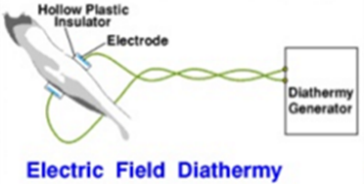 Hollow Plastic
Insulator
Electrode
Diathermy
Generator
Electric Field Diathermy